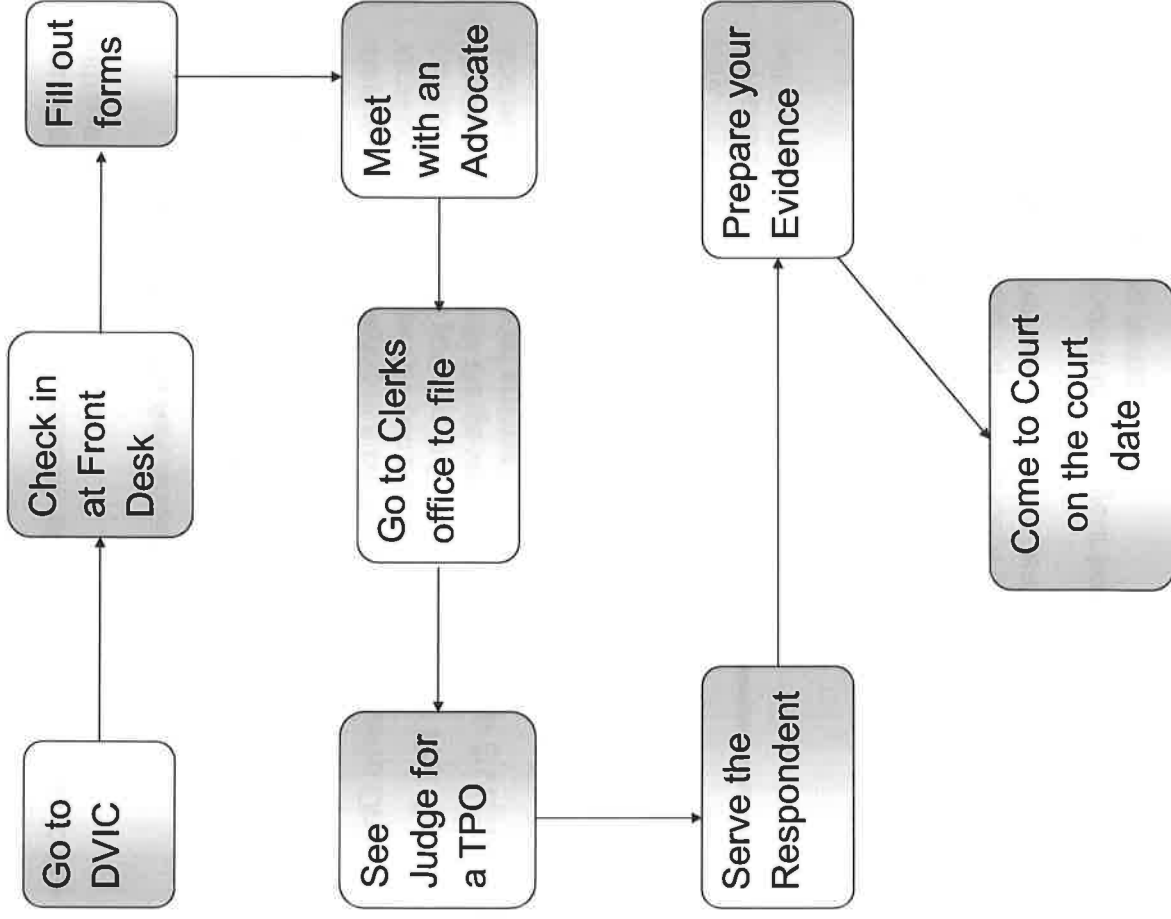 Go to
DVIC
Check in
at Front
Desk
Fill out
forms
Meet
with an
Advocate
Go to Clerks
office to file
See
Judge for
a TPO
Serve the
Respondent
Prepare your
Evidence
Come to Court
on the court
date